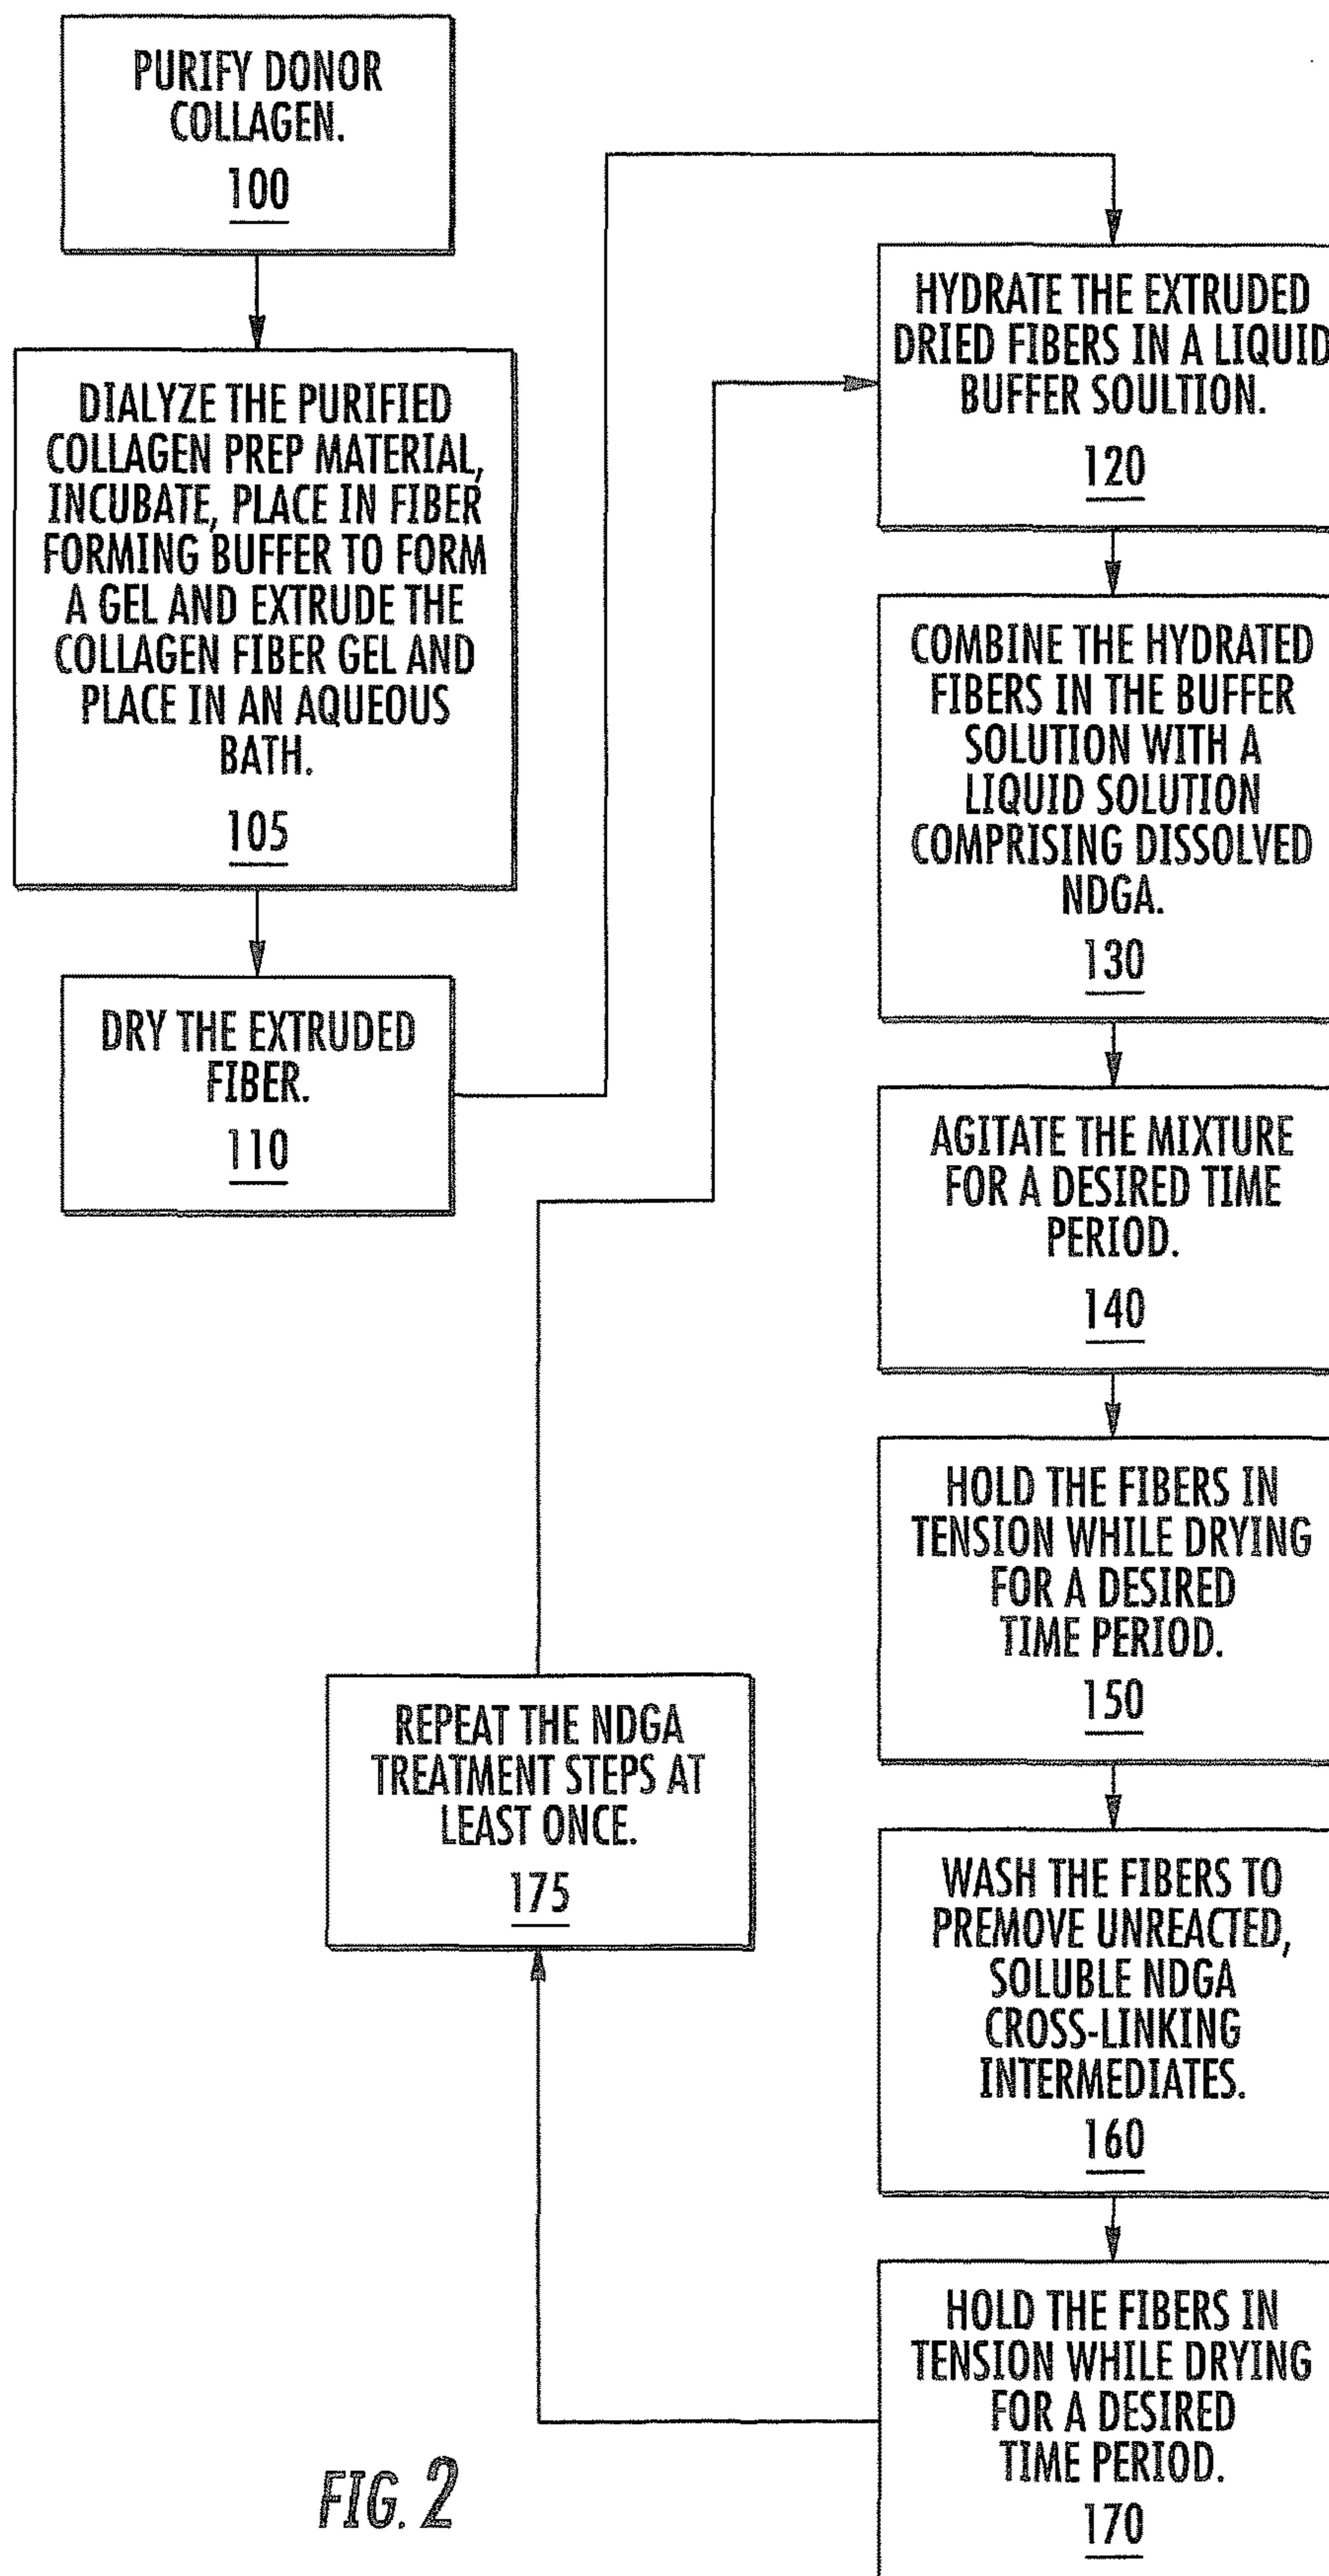 PURIFY DONOR
COLLAGEN.
100
DIALYZE THE PURIFIED
COLLAGEN PREP MATERIAL,
INCUBATE, PLACE IN FIBER
FORMING BUFFER TO FORM
A GEL AND EXTRUDE THE
COLLAGEN FIBER GEL AND
PLACE IN AN AQUEOUS
BATH.
105
DRY THE EXTRUDED
FIBER.
110
HYDRATE THE EXTRUDED
DRIED FIBERS IN A LIQUID
BUFFER SOULTION.
120
COMBINE THE HYDRATED
FIBERS IN THE BUFFER
SOLUTION WITH A
LIQUID SOLUTION
COMPRISING DISSOLVED
NDGA.
130
AGITATE THE MIXTURE
FOR A DESIRED TIME
PERIOD.
140
HOLD THE FIBERS IN
TENSION WHILE DRYING
FOR A DESIRED
TIME PERIOD.
150
WASH THE FIBERS TO
PREMOVE UNREACTED,
SOLUBLE NDGA
CROSS-LINKING
INTERMEDIATES.
160
HOLD THE FIBERS IN
TENSION WHILE DRYING
FOR A DESIRED
TIME PERIOD.
170
REPEAT THE NDGA
TREATMENT STEPS AT
LEAST ONCE.
175
FIG. 2